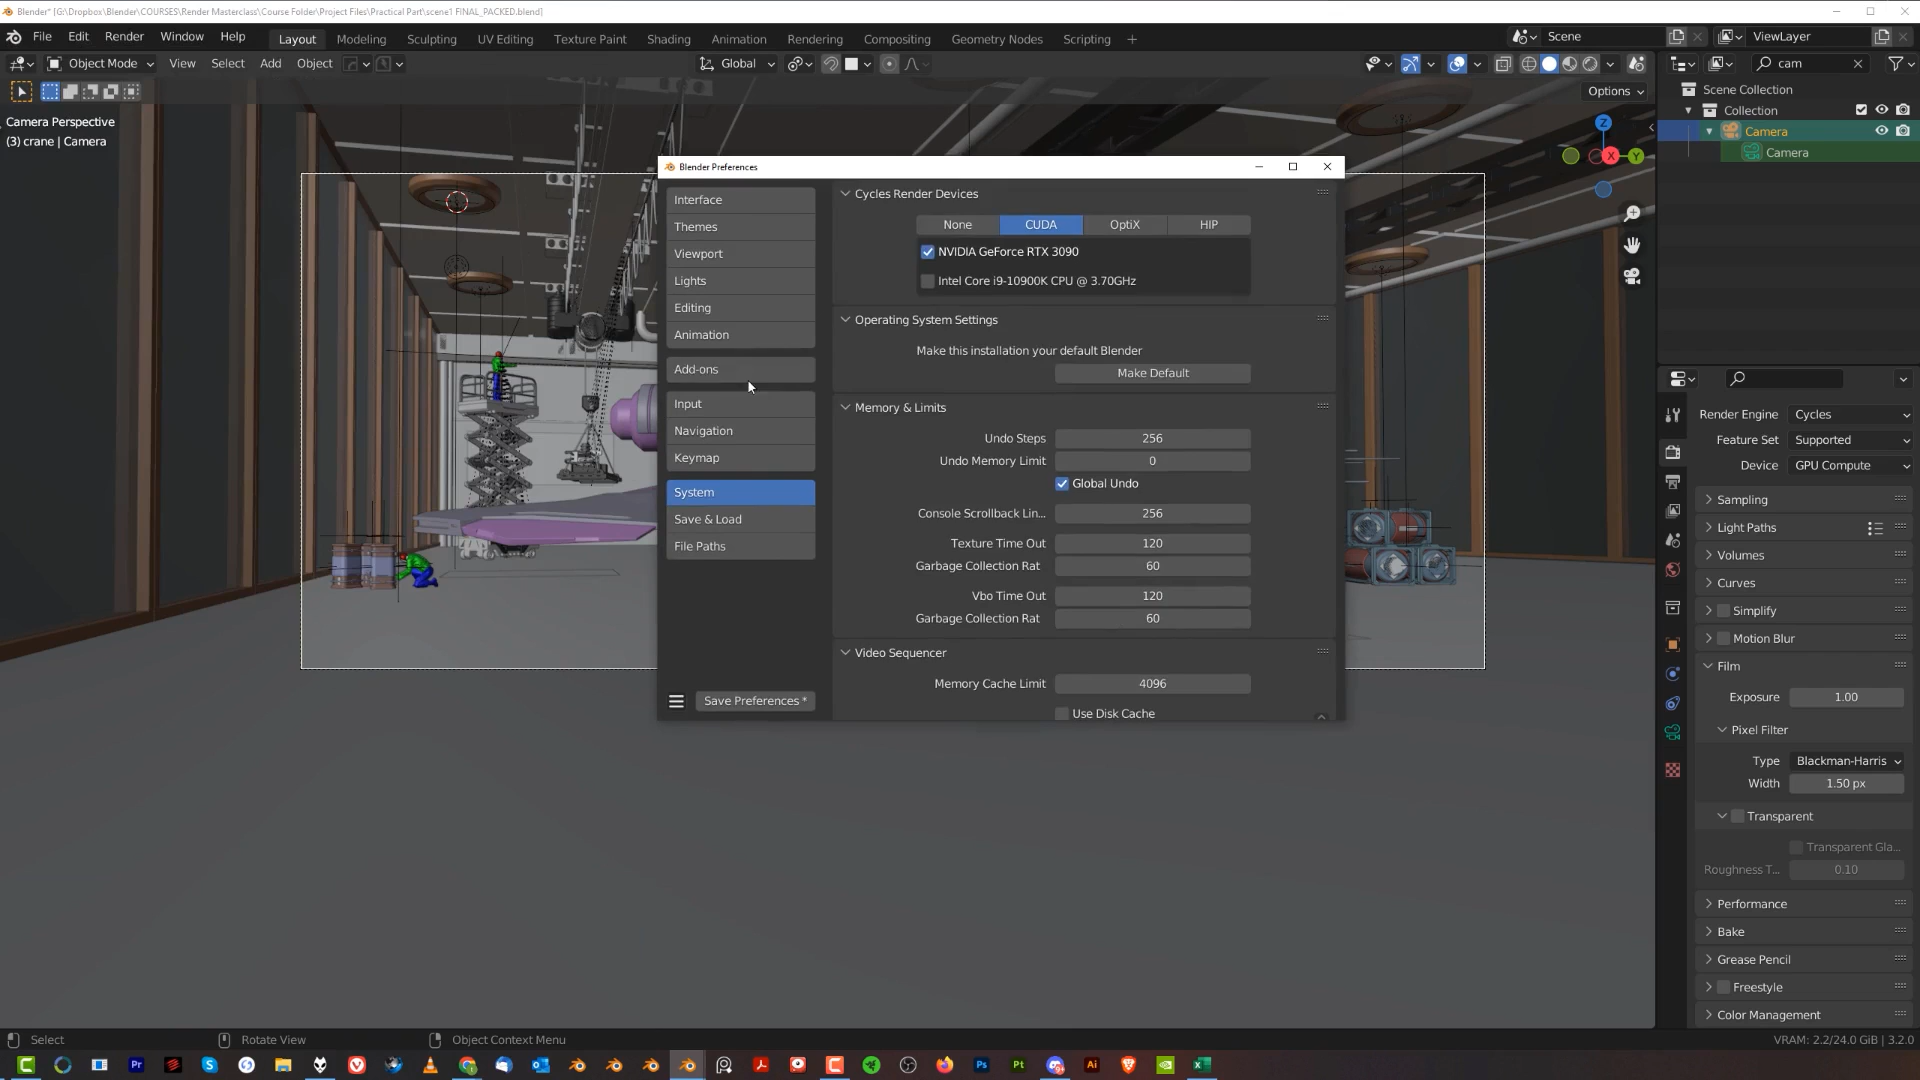 Blender* [G:\Dropbox\Blender\COURSES\Render Masterclass\Course Folder\Project Files\Practical Part\scene1 FINAL_PACKED.blend]
File Edit Render Window Help Layout Modeling Sculpting UV Editing Texture Paint Shading Animation Rendering Compositing Geometry Nodes Scripting + Scene ViewLayer
Object Mode View Select Add Object Global cam
Options
Scene Collection
Collection
Camera
Camera
Camera Perspective
(3) crane | Camera
Z
X
Y
Blender Preferences
Interface
Themes
Viewport
Lights
Editing
Animation
Add-ons
Input
Navigation
Keymap
System
Save & Load
File Paths
Save Preferences *
Cycles Render Devices
None CUDA OptiX HIP
NVIDIA GeForce RTX 3090
Intel Core i9-10900K CPU @ 3.70GHz
Operating System Settings
Make this installation your default Blender
Make Default
Memory & Limits
Undo Steps 256
Undo Memory Limit 0
Global Undo
Console Scrollback Lin... 256
Texture Time Out 120
Garbage Collection Rat 60
Vbo Time Out 120
Garbage Collection Rat 60
Video Sequencer
Memory Cache Limit 4096
Use Disk Cache
Render Engine Cycles
Feature Set Supported
Device GPU Compute
Sampling
Light Paths
Volumes
Curves
Simplify
Motion Blur
Film
Exposure 1.00
Pixel Filter
Type Blackman-Harris
Width 1.50 px
Transparent
Transparent Gla...
Roughness T... 0.10
Performance
Bake
Grease Pencil
Freestyle
Color Management
Select Rotate View Object Context Menu VRAM: 2.2/24.0 GiB | 3.2.0
Pr
S
Ps
Pt
Ai